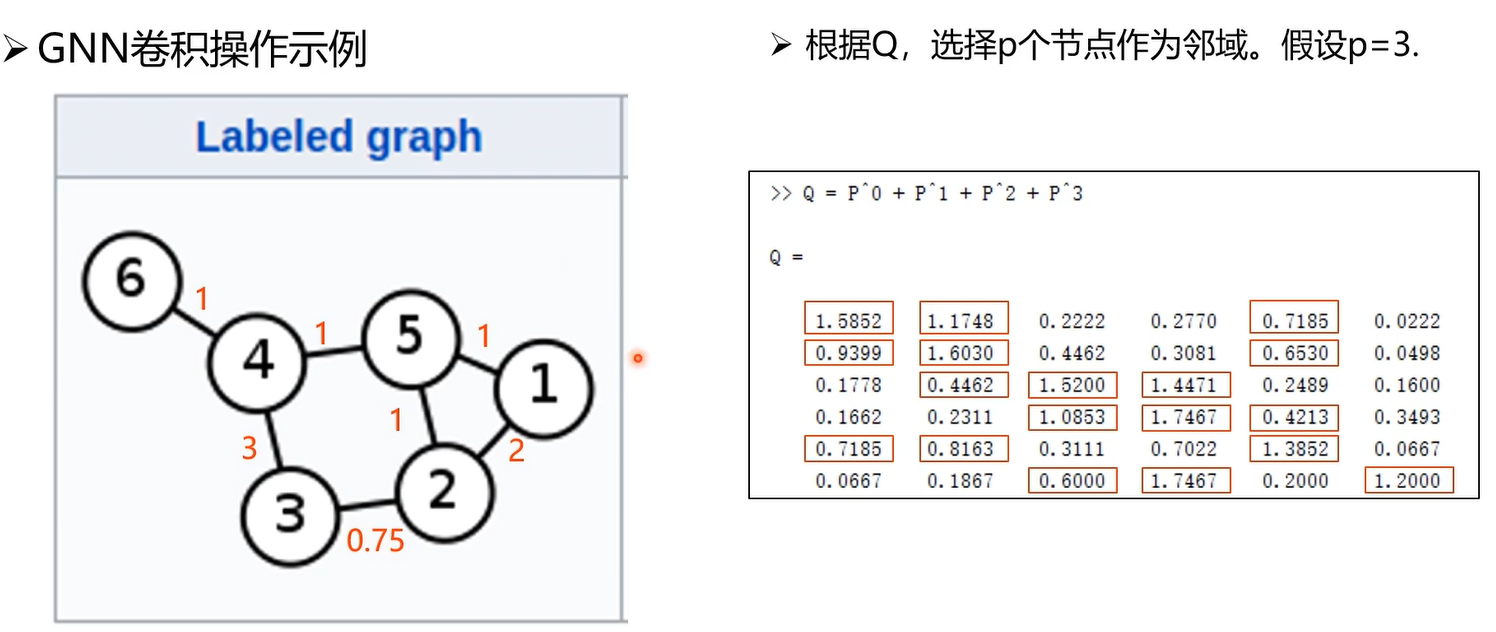 ➢ GNN卷积操作示例
Labeled graph
6
1
4
1
5
1
1
3
1
2
2
3
0.75
➢ 根据Q，选择p个节点作为邻域。假设p=3.
>> Q = P^0 + P^1 + P^2 + P^3
Q =
1.5852 1.1748 0.2222 0.2770 0.7185 0.0222
0.9399 1.6030 0.4462 0.3081 0.6530 0.0498
0.1778 0.4462 1.5200 1.4471 0.2489 0.1600
0.1662 0.2311 1.0853 1.7467 0.4213 0.3493
0.7185 0.8163 0.3111 0.7022 1.3852 0.0667
0.0667 0.1867 0.6000 1.7467 0.2000 1.2000